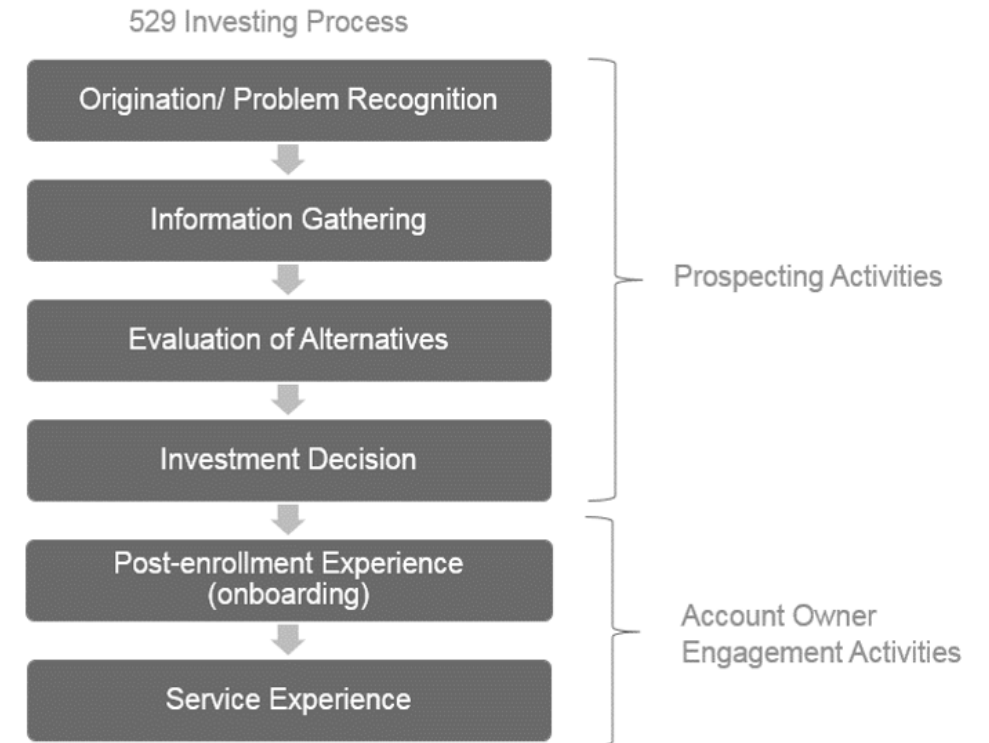 529 Investing Process
Origination/ Problem Recognition
Information Gathering
Evaluation of Alternatives
Investment Decision
Prospecting Activities
Post-enrollment Experience
(onboarding)
Service Experience
Account Owner
Engagement Activities